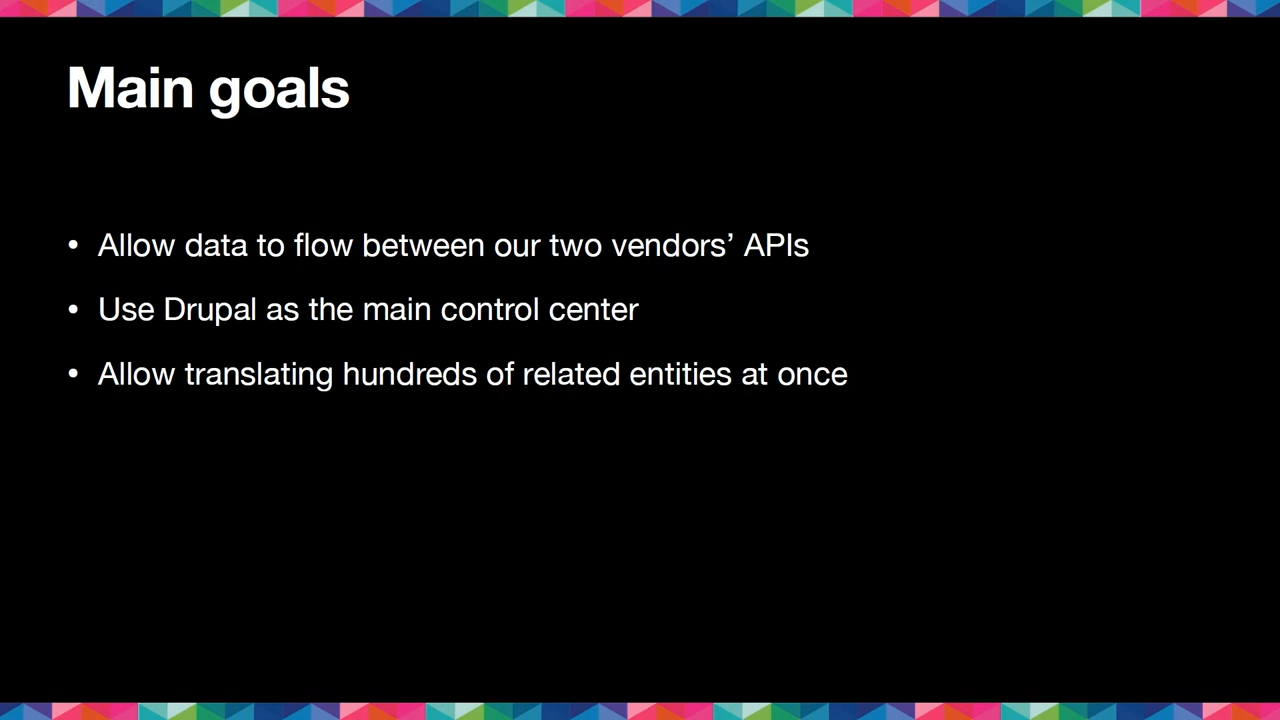 Main goals
• Allow data to flow between our two vendors’ APIs
• Use Drupal as the main control center
• Allow translating hundreds of related entities at once